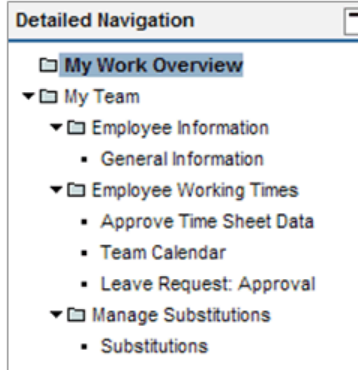 Detailed Navigation
My Work Overview
My Team
Employee Information
General Information
Employee Working Times
Approve Time Sheet Data
Team Calendar
Leave Request: Approval
Manage Substitutions
Substitutions